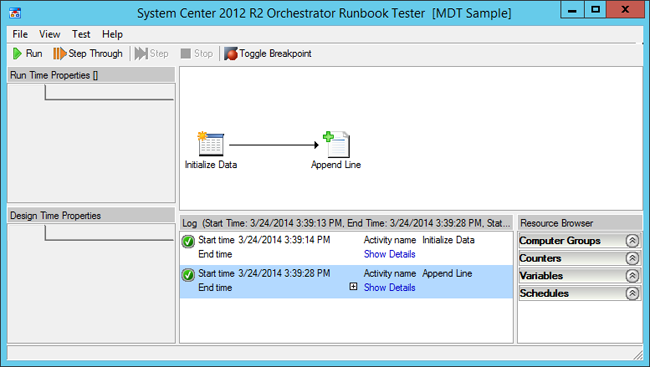 System Center 2012 R2 Orchestrator Runbook Tester [MDT Sample]
File View Test Help
Run Step Through Step Stop Toggle Breakpoint
Run Time Properties []
Initialize Data
Append Line
Design Time Properties
Log (Start Time: 3/24/2014 3:39:13 PM, End Time: 3/24/2014 3:39:28 PM, Stat...
Start time 3/24/2014 3:39:14 PM Activity name Initialize Data
End time Show Details
Start time 3/24/2014 3:39:28 PM Activity name Append Line
End time Show Details
Resource Browser
Computer Groups
Counters
Variables
Schedules